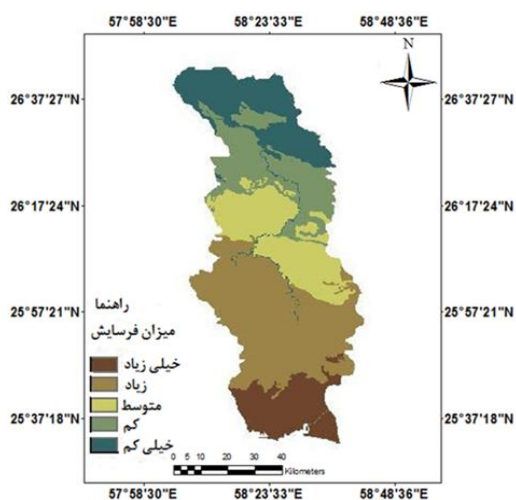 57°58'30"E 58°23'33"E 58°48'36"E
N
26°37'27"N 26°37'27"N
26°17'24"N 26°17'24"N
25°57'21"N 25°57'21"N
25°37'18"N 25°37'18"N
راهنما
میزان فرسایش
خیلی زیاد
زیاد
متوسط
کم
خیلی کم
0 5 10 20 30 40
Kilometers
57°58'30"E 58°23'33"E 58°48'36"E